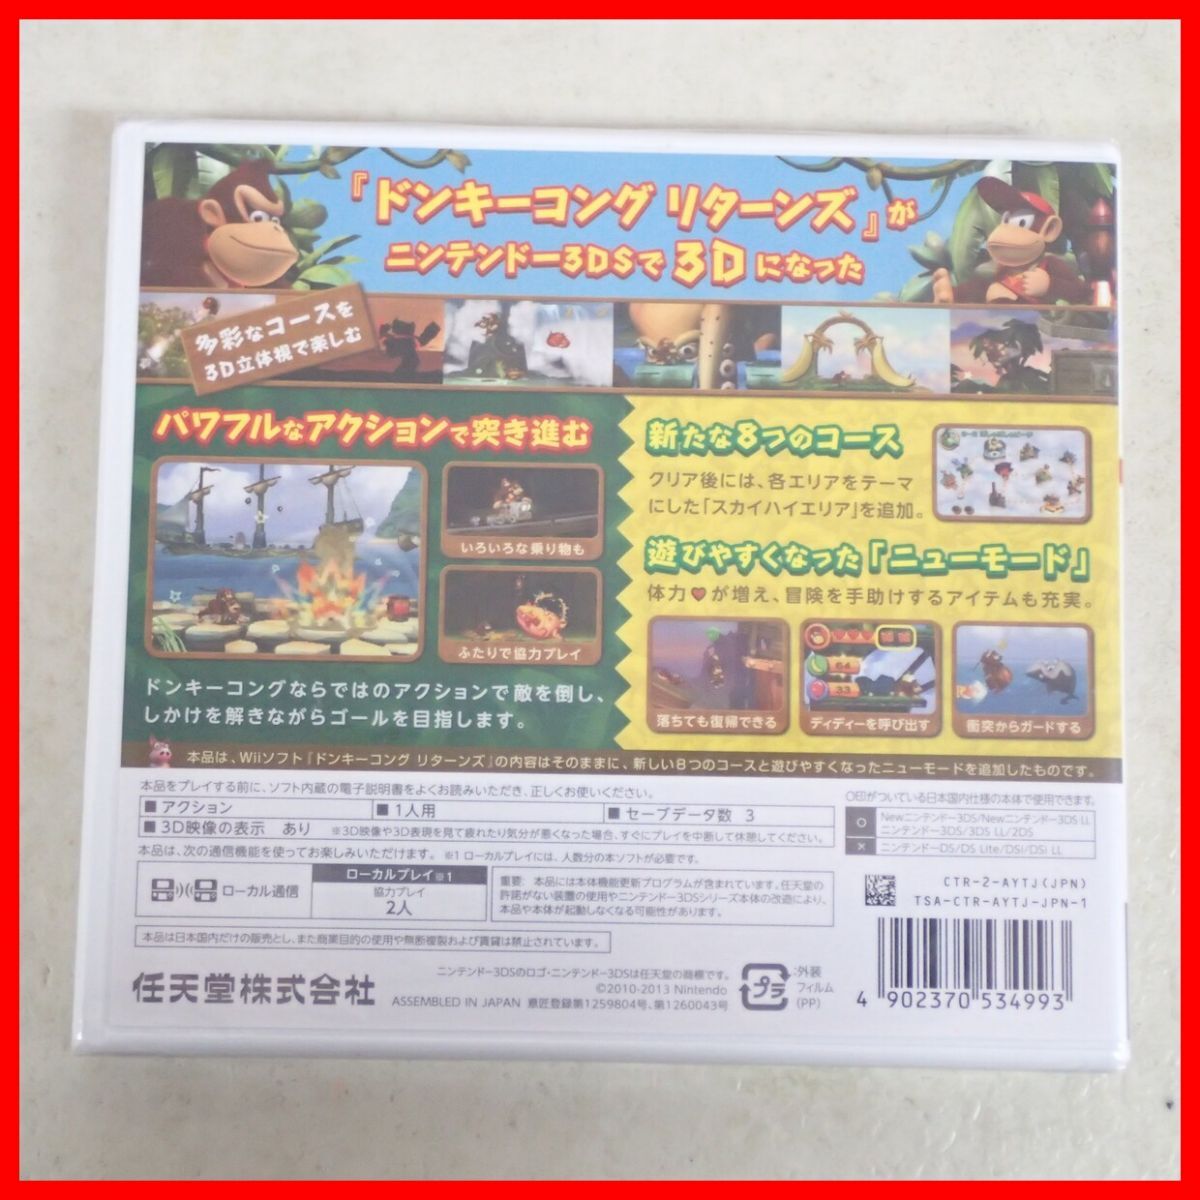 『ドンキーコング リターンズ』が
ニンテンドー3DSで3Dになった
多彩なコースを
3D立体視で楽しむ
パワフルなアクションで突き進む
いろいろな乗り物も
ふたりで協力プレイ
ドンキーコングならではのアクションで敵を倒し、
しかけを解きながらゴールを目指します。
新たな8つのコース
クリア後には、各エリアをテーマ
にした「スカイハイエリア」を追加。
遊びやすくなった「ニューモード」
体力♥が増え、冒険を手助けするアイテムも充実。
64
33
落ちても復帰できる
ディディーを呼び出す
衝突からガードする
本品は、Wiiソフト『ドンキーコング リターンズ』の内容はそのままに、新しい8つのコースと遊びやすくなったニューモードを追加したものです。
本品をプレイする前に、ソフト内蔵の電子説明書をよくお読みいただき、正しくお使いください。
■ アクション ■ 1人用 ■ セーブデータ数 3
■ 3D映像の表示 あり ※3D映像や3D表現を見て疲れたり気分が悪くなった場合、すぐにプレイを中断して休憩してください。
本品は、次の通信機能を使ってお楽しみいただけます。 ※1 ローカルプレイには、人数分の本ソフトが必要です。
ローカル通信
ローカルプレイ※1
協力プレイ
2人
重要: 本品には本体機能更新プログラムが含まれています。任天堂の
許諾がない装置の使用やニンテンドー3DSシリーズ本体の改造により、
本品や本体が起動しなくなる可能性があります。
本品は日本国内だけの販売とし、また商業目的の使用や無断複製および賃貸は禁止されています。
○印がついている日本国内仕様の本体で使用できます。
○ Newニンテンドー3DS/Newニンテンドー3DS LL
ニンテンドー3DS/3DS LL/2DS
× ニンテンドーDS/DS Lite/DSi/DSi LL
CTR-2-AYTJ(JPN)
TSA-CTR-AYTJ-JPN-1
任天堂株式会社
ニンテンドー3DSのロゴ・ニンテンドー3DSは任天堂の商標です。
©2010-2013 Nintendo
ASSEMBLED IN JAPAN 意匠登録第1259804号、第1260043号
プラ
:外装
フィルム
(PP)
4 902370 534993